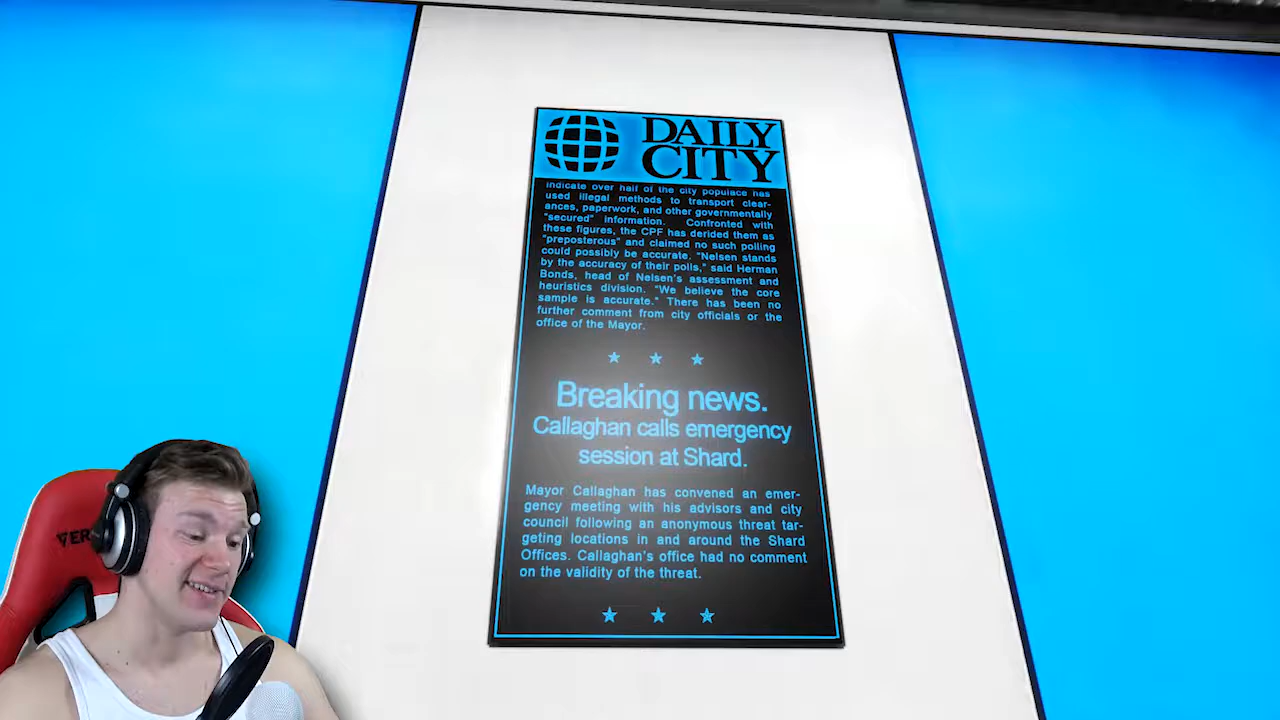 DAILY
CITY
indicate over half of the city populace has
used illegal methods to transport clear-
ances, paperwork, and other governmentally
"secured" information. Confronted with
these figures, the CPF has derided them as
"preposterous" and claimed no such polling
could possibly be accurate. "Nelsen stands
by the accuracy of their polls," said Herman
Bonds, head of Nelsen's assessment and
heuristics division. "We believe the core
sample is accurate." There has been no
further comment from city officials or the
office of the Mayor.
Breaking news.
Callaghan calls emergency
session at Shard.
Mayor Callaghan has convened an emer-
gency meeting with his advisors and city
council following an anonymous threat tar-
geting locations in and around the Shard
Offices. Callaghan's office had no comment
on the validity of the threat.